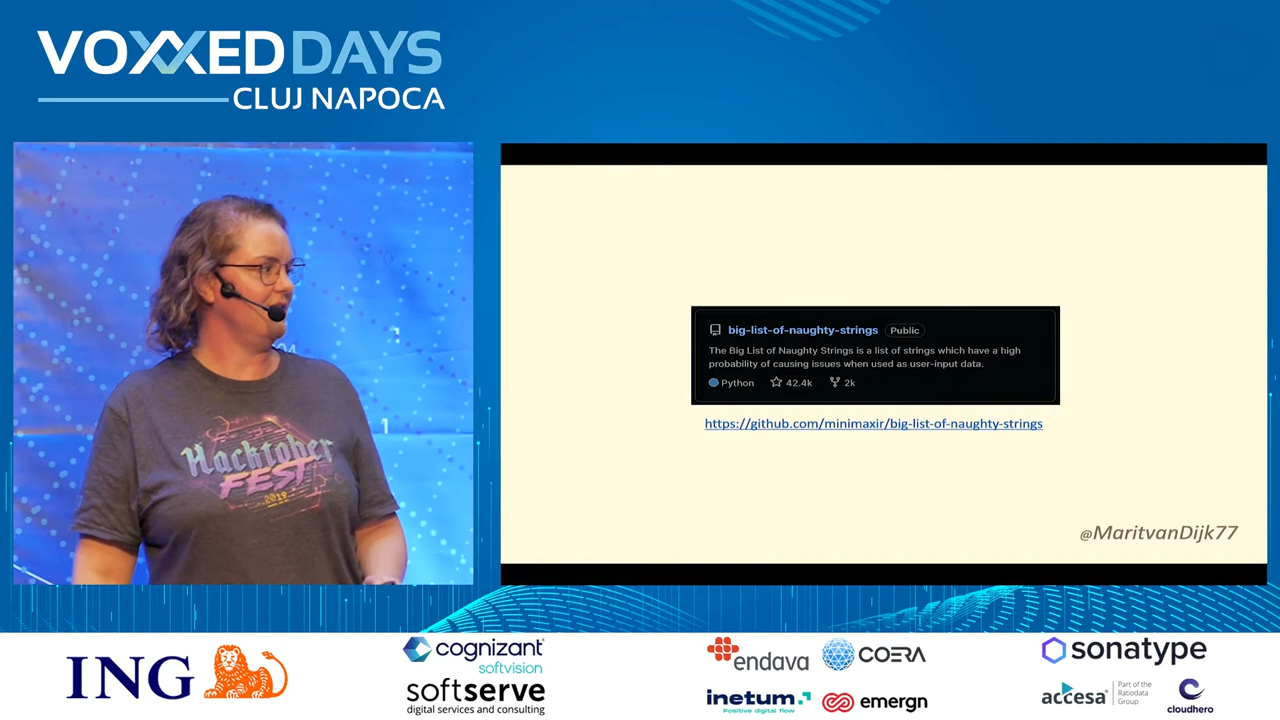 VOXXED DAYS
CLUJ NAPOCA
Hacktober
FEST
2019
big-list-of-naughty-strings Public
The Big List of Naughty Strings is a list of strings which have a high
probability of causing issues when used as user-input data.
Python 42.4k 2k
https://github.com/minimaxir/big-list-of-naughty-strings
@MaritvanDijk77
ING
cognizant
softvision
softserve
digital services and consulting
endava
COERA
inetum.
Positive digital flow
emergn
sonatype
accesa
Part of the
Ratiodata
Group
cloudhero